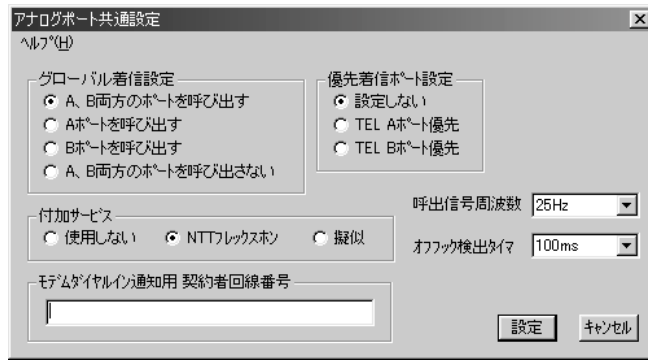 アナログポート共通設定
ヘルプ(H)
グローバル着信設定
A、B両方のポートを呼び出す
Aポートを呼び出す
Bポートを呼び出す
A、B両方のポートを呼び出さない
優先着信ポート設定
設定しない
TEL Aポート優先
TEL Bポート優先
付加サービス
使用しない
NTTフレックスホン
擬似
呼出信号周波数
25Hz
オフフック検出タイマ
100ms
モデムダイヤルイン通知用 契約者回線番号
設定
キャンセル